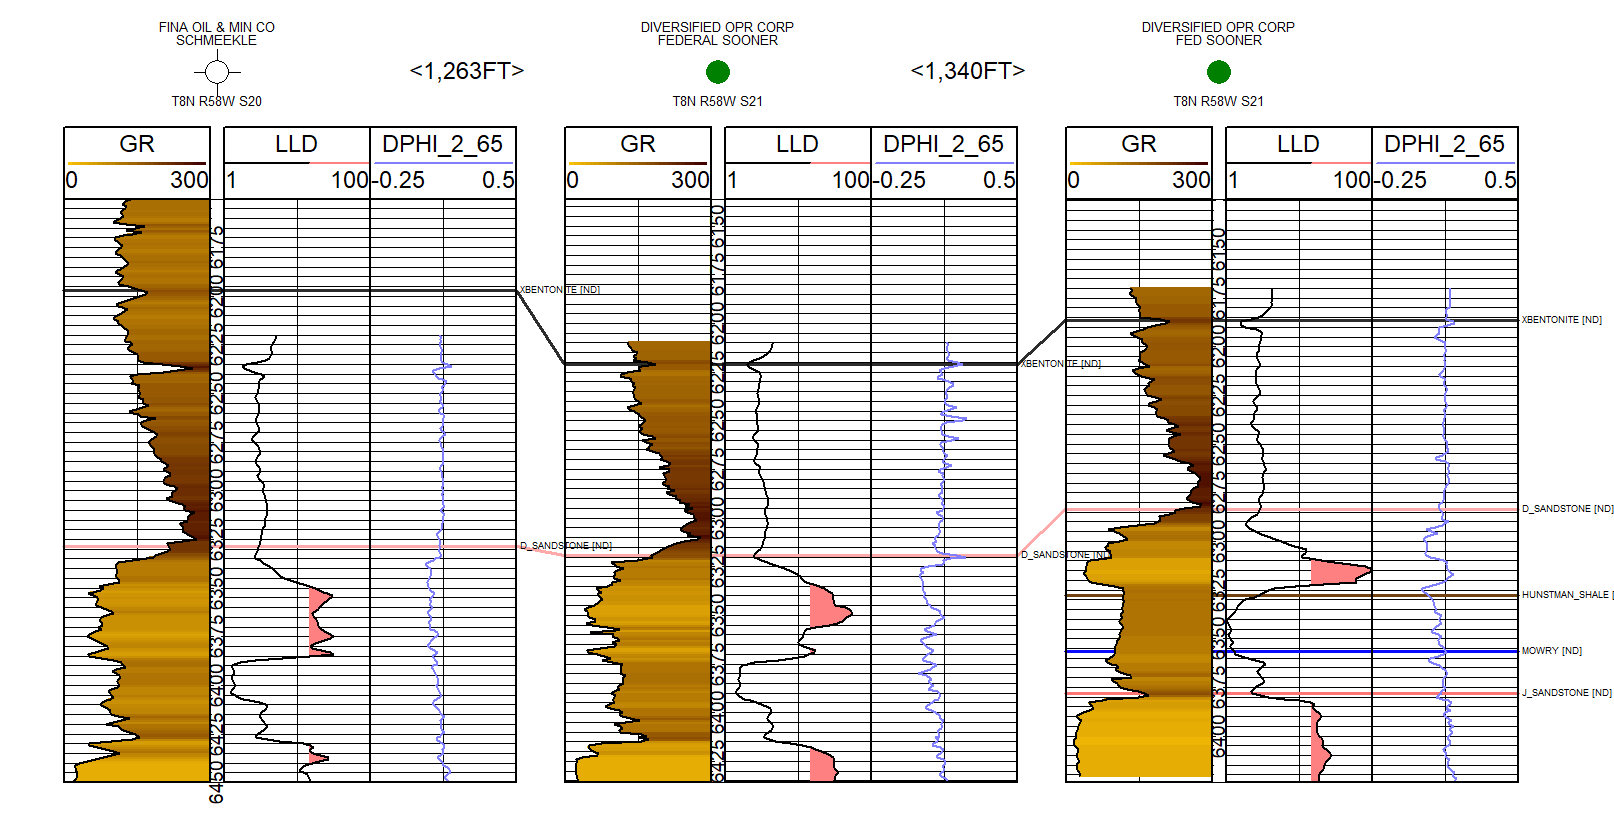 FINA OIL & MIN CO
SCHMEEKLE
T8N R58W S20
<1,263FT>
DIVERSIFIED OPR CORP
FEDERAL SOONER
T8N R58W S21
<1,340FT>
DIVERSIFIED OPR CORP
FED SOONER
T8N R58W S21
GR LLD DPHI_2_65
0 300 1 100 -0.25 0.5
GR LLD DPHI_2_65
0 300 1 100 -0.25 0.5
GR LLD DPHI_2_65
0 300 1 100 -0.25 0.5
6175
6200
6225
6250
6275
6300
6325
6350
6375
6400
6425
6450
XBENTONITE [ND]
D_SANDSTONE [ND]
6150
6175
6200
6225
6250
6275
6300
6325
6350
6375
6400
6425
XBENTONITE [ND]
D_SANDSTONE [ND]
6150
6175
6200
6225
6250
6275
6300
6325
6350
6375
6400
XBENTONITE [ND]
D_SANDSTONE [ND]
HUNSTMAN_SHALE [
MOWRY [ND]
J_SANDSTONE [ND]